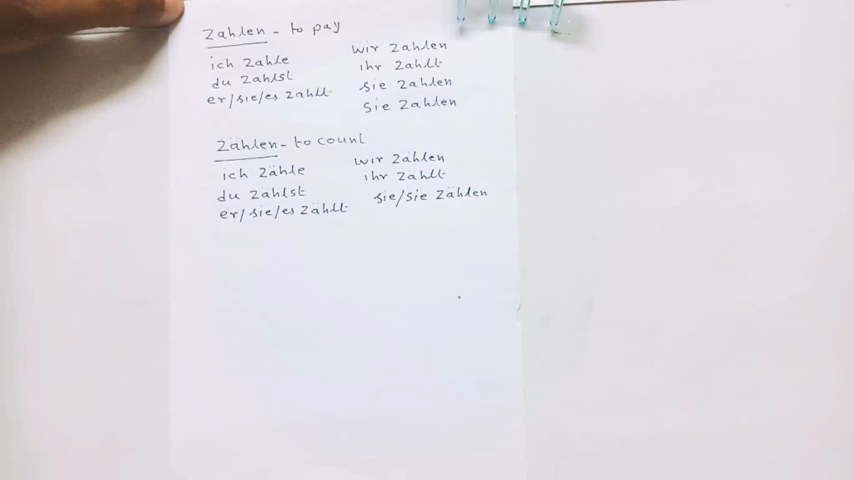 Zahlen - to pay
ich Zahle
du Zahlst
er/sie/es Zahlt
wir Zahlen
ihr Zahlt
sie Zahlen
Sie Zahlen
Zählen - to count
ich Zähle
du Zählst
er/sie/es Zählt
wir Zählen
ihr Zählt
sie/Sie Zählen